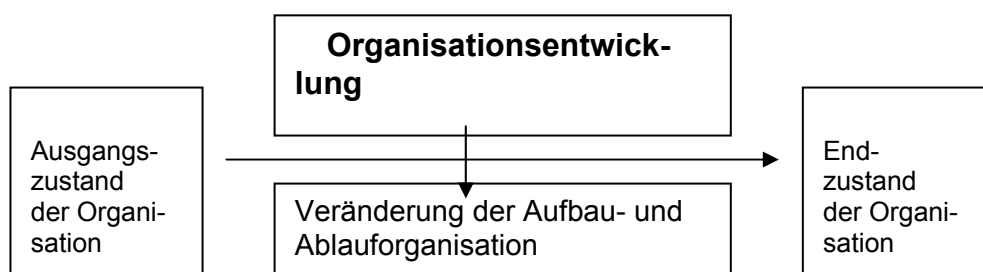 Organisationsentwick-
lung
Ausgangs-
zustand
der Organi-
sation
Veränderung der Aufbau- und
Ablauforganisation
End-
zustand
der Organi-
sation